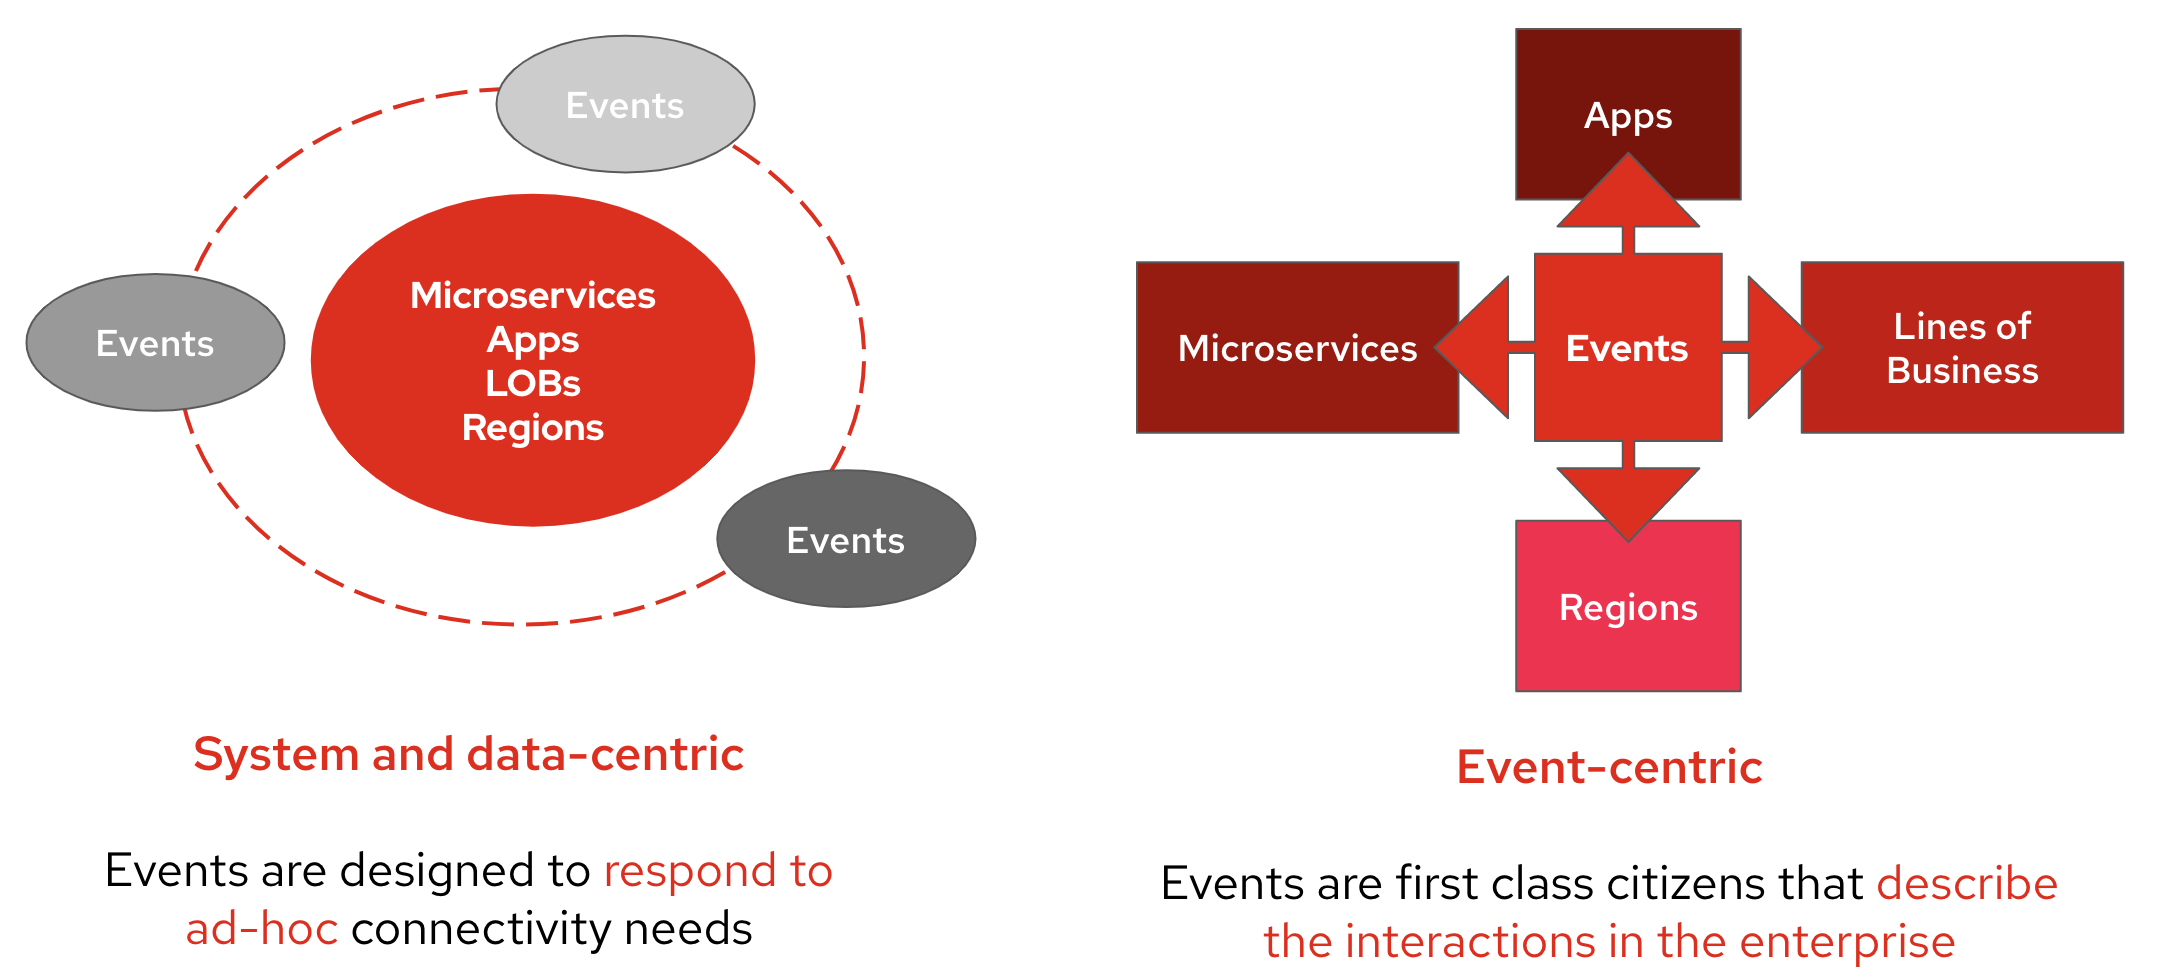 Events
Events
Microservices
Apps
LOBs
Regions
Events
System and data-centric
Events are designed to respond to
ad-hoc connectivity needs
Apps
Microservices
Events
Lines of
Business
Regions
Event-centric
Events are first class citizens that describe
the interactions in the enterprise